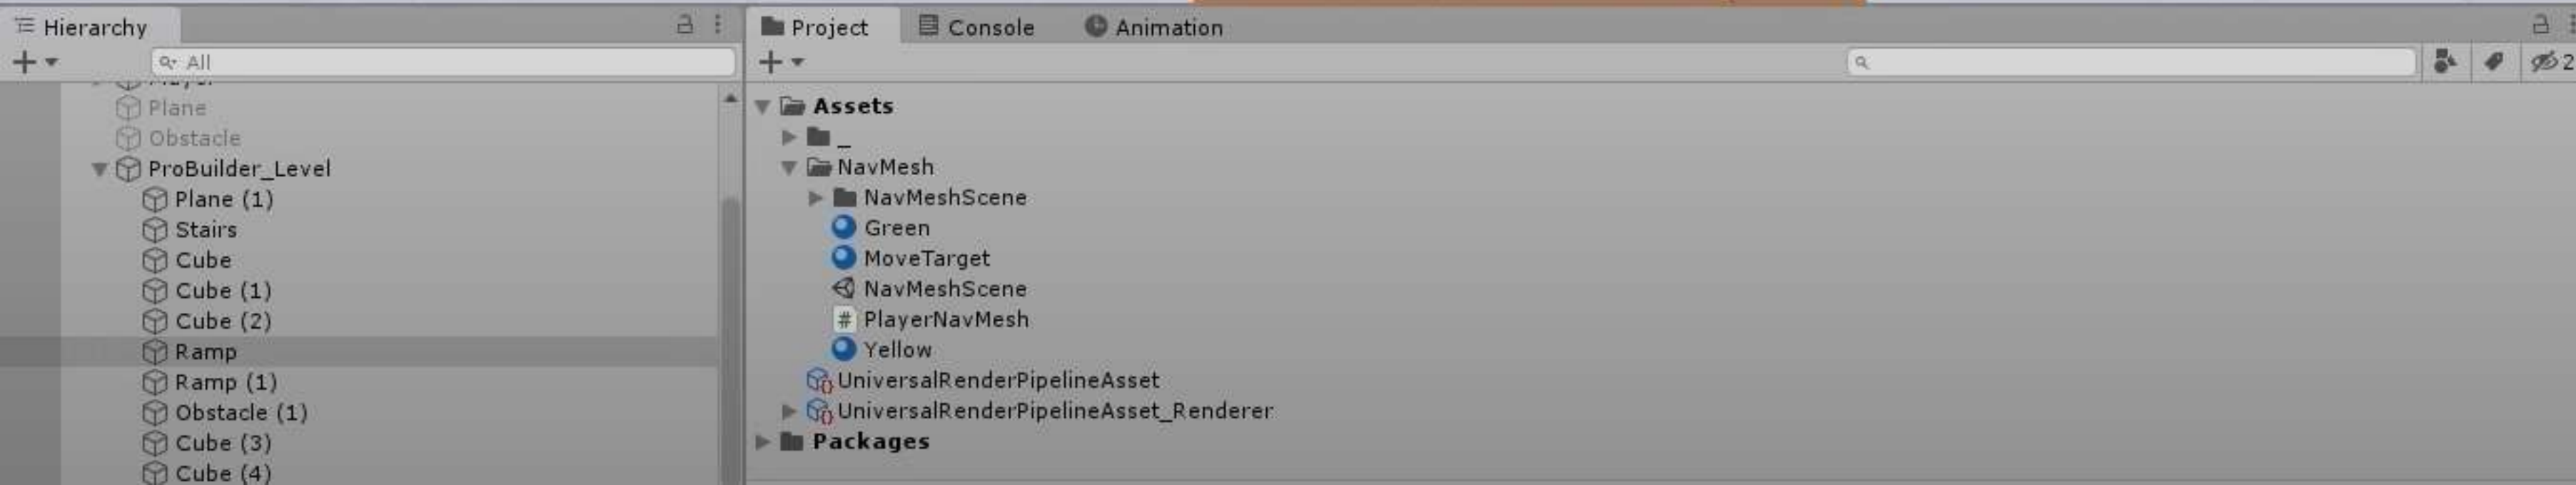 Hierarchy
All
Player
Plane
Obstacle
ProBuilder_Level
Plane (1)
Stairs
Cube
Cube (1)
Cube (2)
Ramp
Ramp (1)
Obstacle (1)
Cube (3)
Cube (4)
Project Console Animation
2
Assets
_
NavMesh
NavMeshScene
Green
MoveTarget
NavMeshScene
# PlayerNavMesh
Yellow
UniversalRenderPipelineAsset
UniversalRenderPipelineAsset_Renderer
Packages